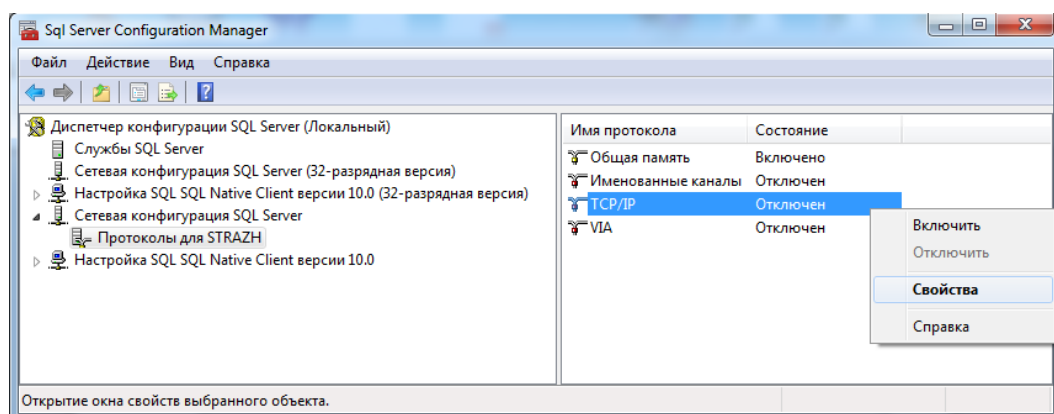 Sql Server Configuration Manager
Файл Действие Вид Справка
Диспетчер конфигурации SQL Server (Локальный)
Службы SQL Server
Сетевая конфигурация SQL Server (32-разрядная версия)
Настройка SQL SQL Native Client версии 10.0 (32-разрядная версия)
Сетевая конфигурация SQL Server
Протоколы для STRAZH
Настройка SQL SQL Native Client версии 10.0
Имя протокола Состояние
Общая память Включено
Именованные каналы Отключен
TCP/IP Отключен
VIA Отключен
Включить
Отключить
Свойства
Справка
Открытие окна свойств выбранного объекта.